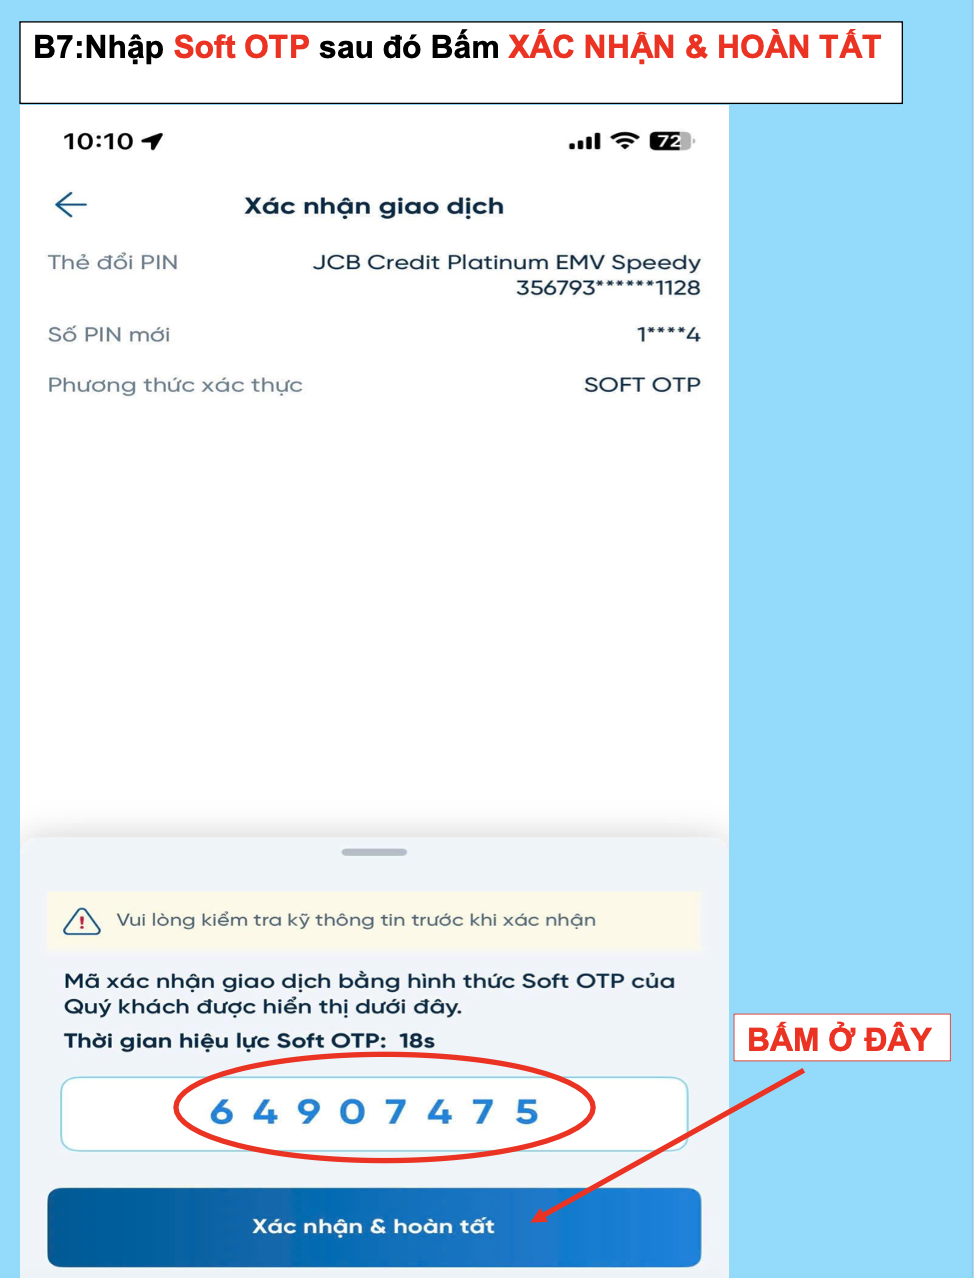 B7:Nhập Soft OTP sau đó Bấm XÁC NHẬN & HOÀN TẤT
10:10
72
Xác nhận giao dịch
Thẻ đổi PIN JCB Credit Platinum EMV Speedy
356793******1128
Số PIN mới 1****4
Phương thức xác thực SOFT OTP
Vui lòng kiểm tra kỹ thông tin trước khi xác nhận
Mã xác nhận giao dịch bằng hình thức Soft OTP của
Quý khách được hiển thị dưới đây.
Thời gian hiệu lực Soft OTP: 18s
BẤM Ở ĐÂY
6 4 9 0 7 4 7 5
Xác nhận & hoàn tất